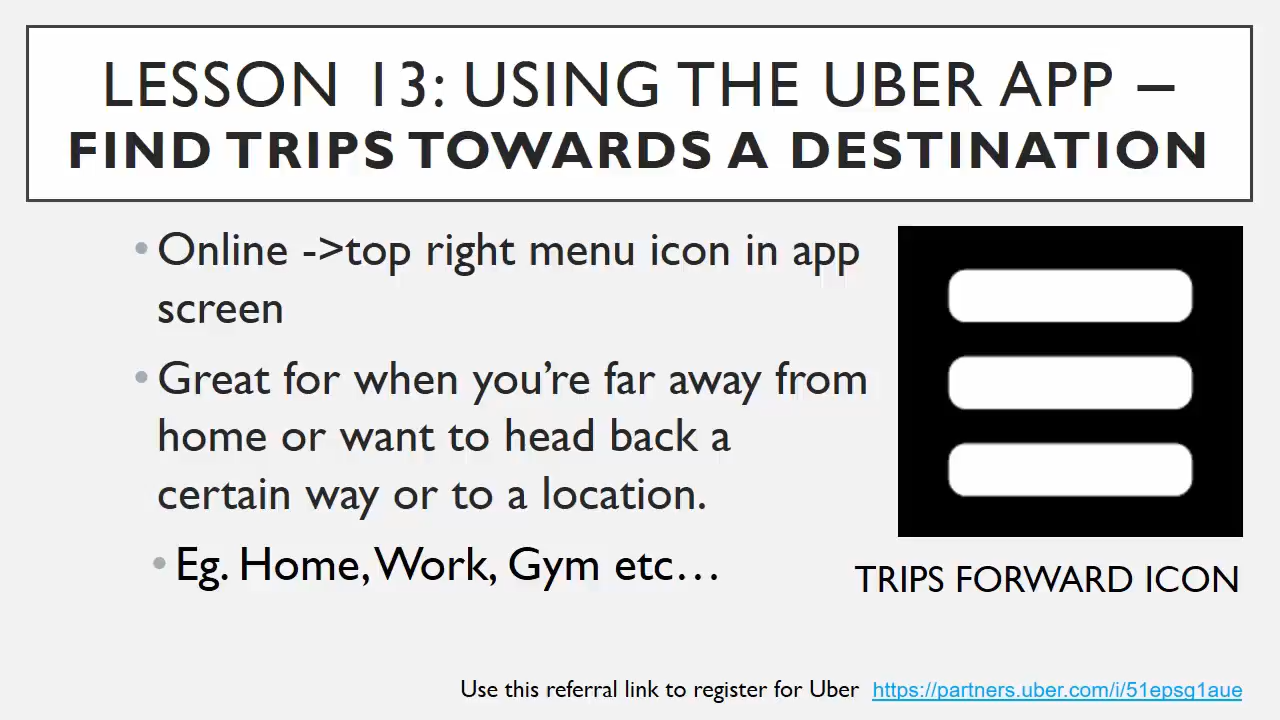 LESSON 13: USING THE UBER APP –
FIND TRIPS TOWARDS A DESTINATION
• Online ->top right menu icon in app
screen
• Great for when you’re far away from
home or want to head back a
certain way or to a location.
• Eg. Home, Work, Gym etc…
TRIPS FORWARD ICON
Use this referral link to register for Uber https://partners.uber.com/i/51epsq1aue